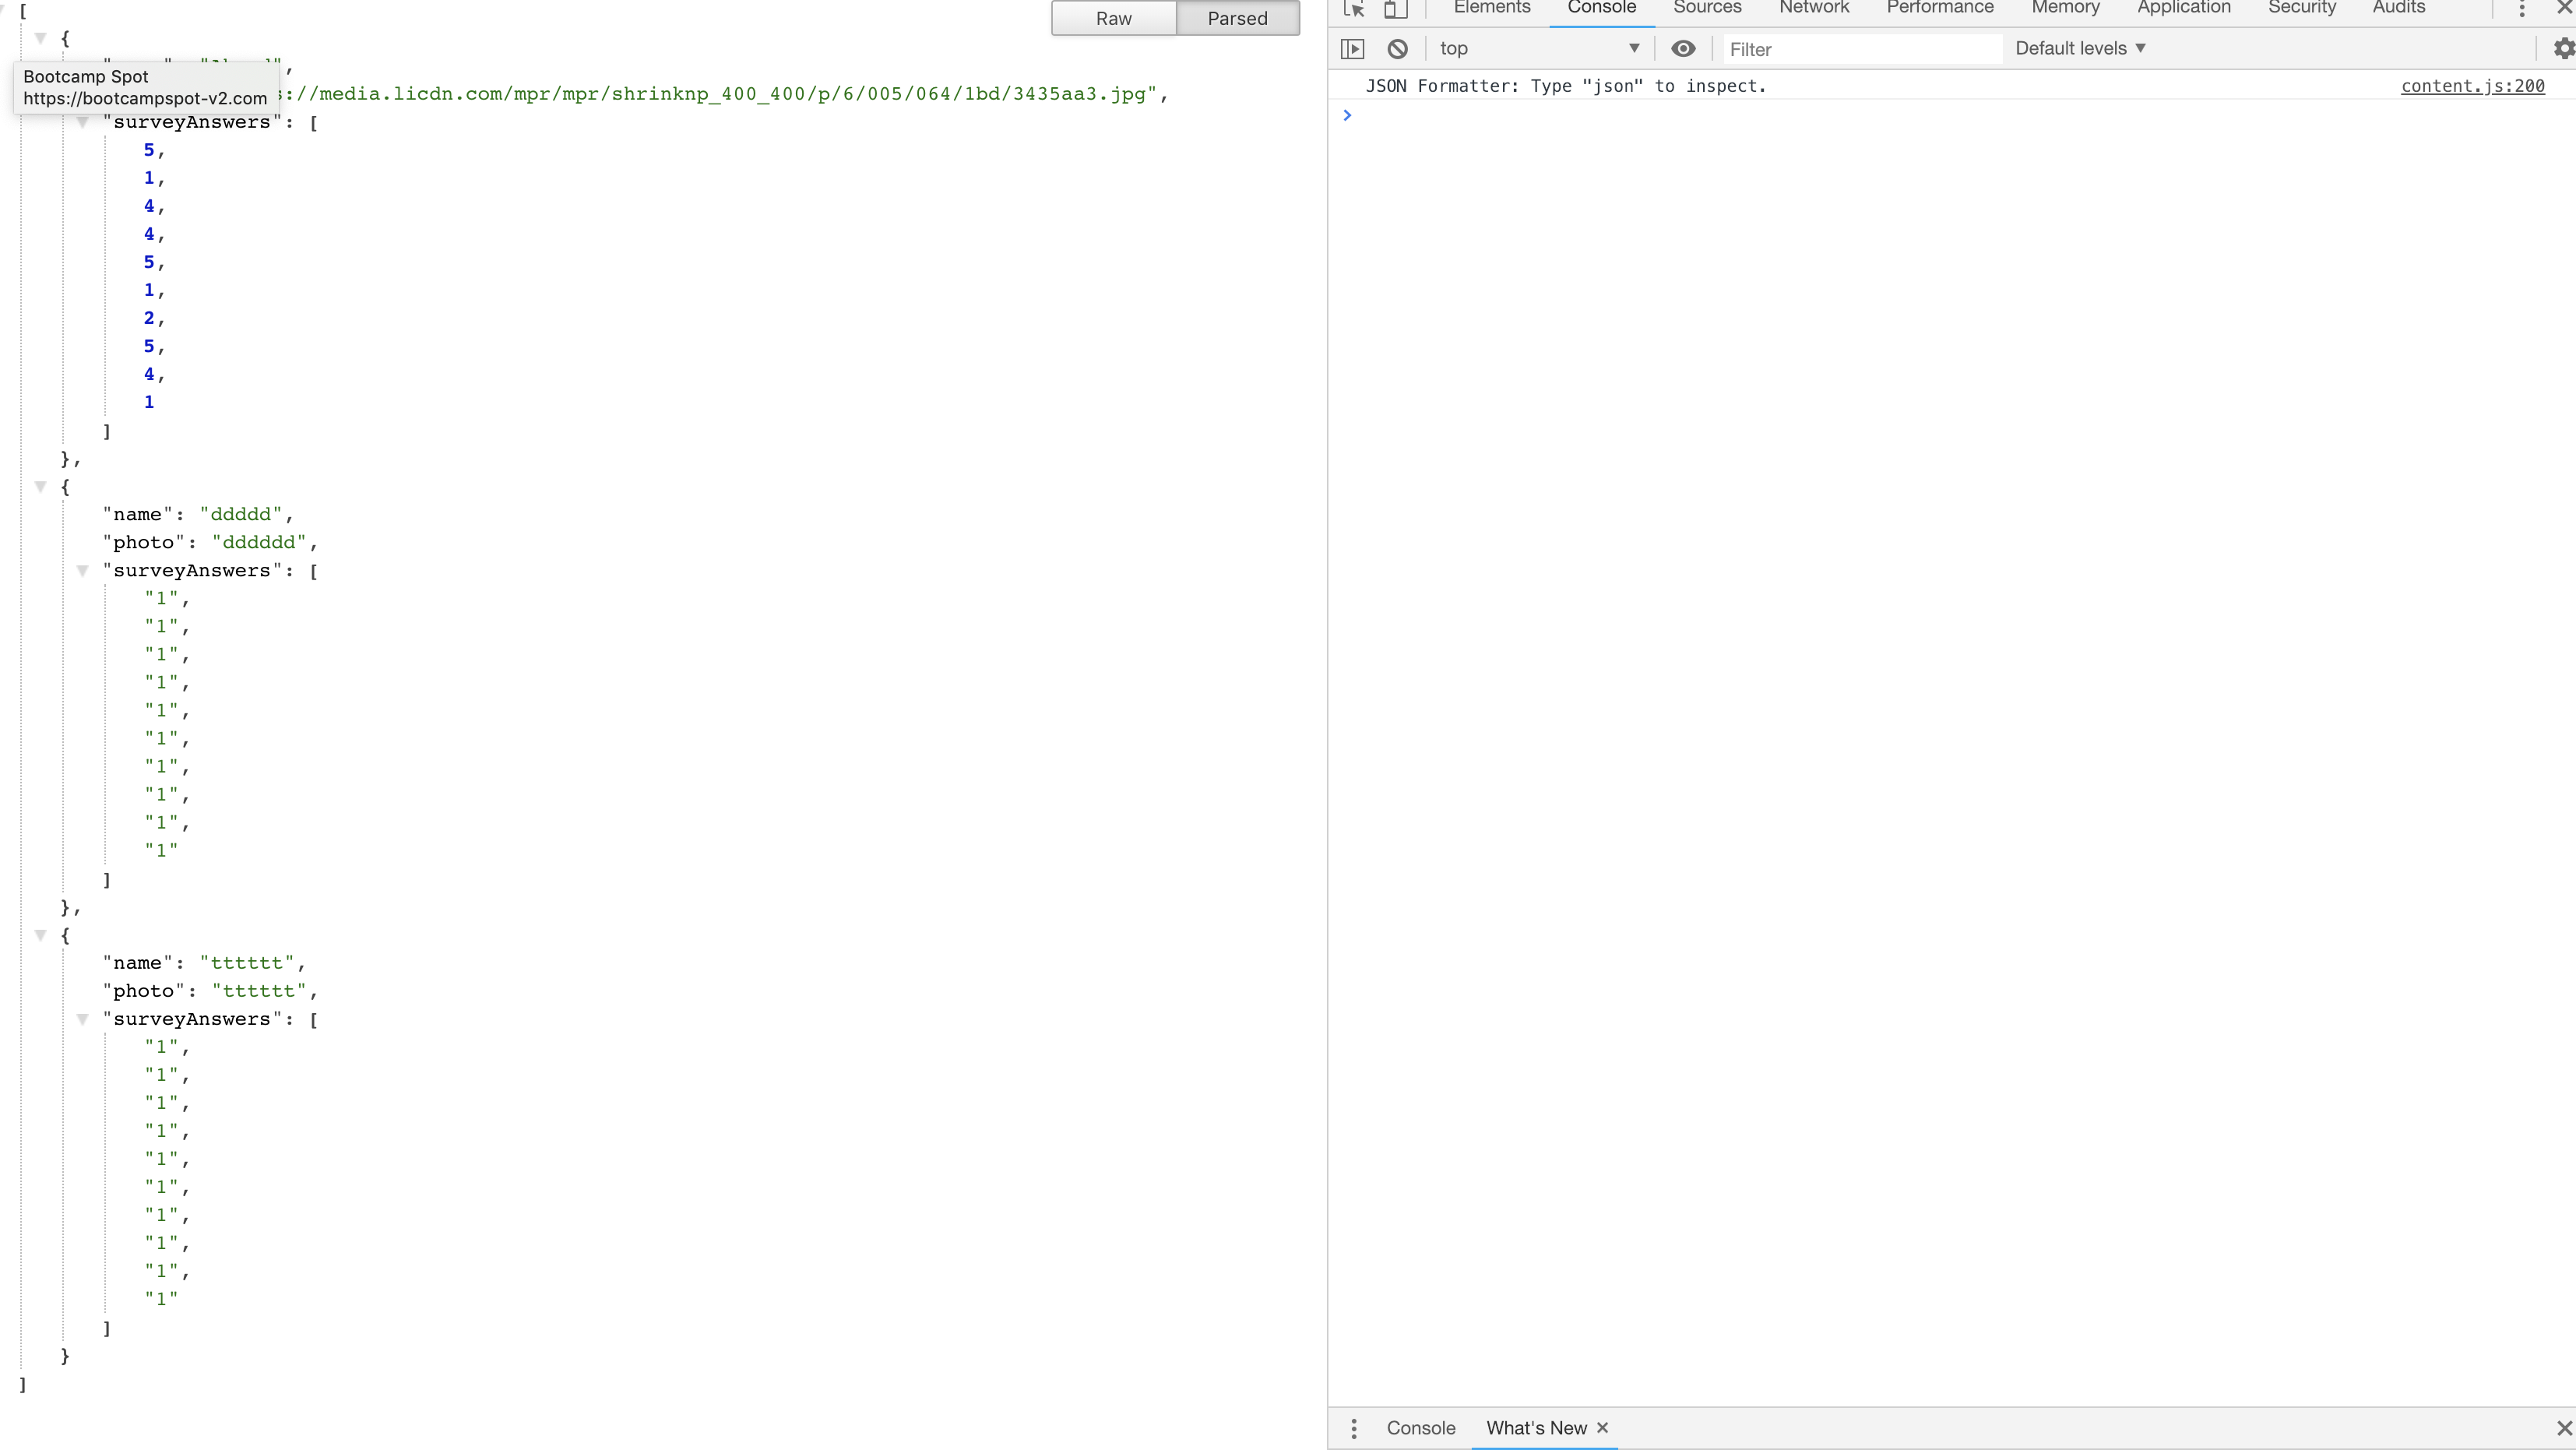 [
{
",
Bootcamp Spot
https://bootcampspot-v2.com
://media.licdn.com/mpr/mpr/shrinknp_400_400/p/6/005/064/1bd/3435aa3.jpg",
"surveyAnswers": [
5,
1,
4,
4,
5,
1,
2,
5,
4,
1
]
},
{
"name": "ddddd",
"photo": "dddddd",
"surveyAnswers": [
"1",
"1",
"1",
"1",
"1",
"1",
"1",
"1",
"1",
"1"
]
},
{
"name": "tttttt",
"photo": "tttttt",
"surveyAnswers": [
"1",
"1",
"1",
"1",
"1",
"1",
"1",
"1",
"1",
"1"
]
}
]
Raw Parsed
Elements Console Sources Network Performance Memory Application Security Audits
top Filter Default levels
JSON Formatter: Type "json" to inspect. content.js:200
Console What's New